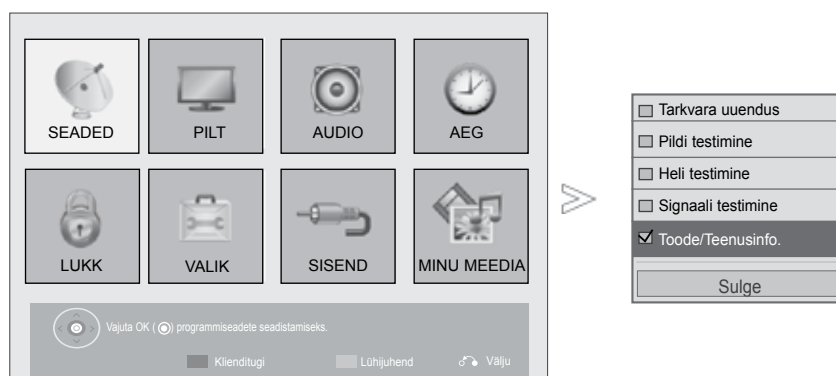 SEADED
PILT
AUDIO
AEG
LUKK
VALIK
SISEND
MINU MEEDIA
Vajuta OK ( ) programmiseadete seadistamiseks.
Klienditugi
Lühijuhend
Välju
Tarkvara uuendus
Pildi testimine
Heli testimine
Signaali testimine
Toode/Teenusinfo.
Sulge